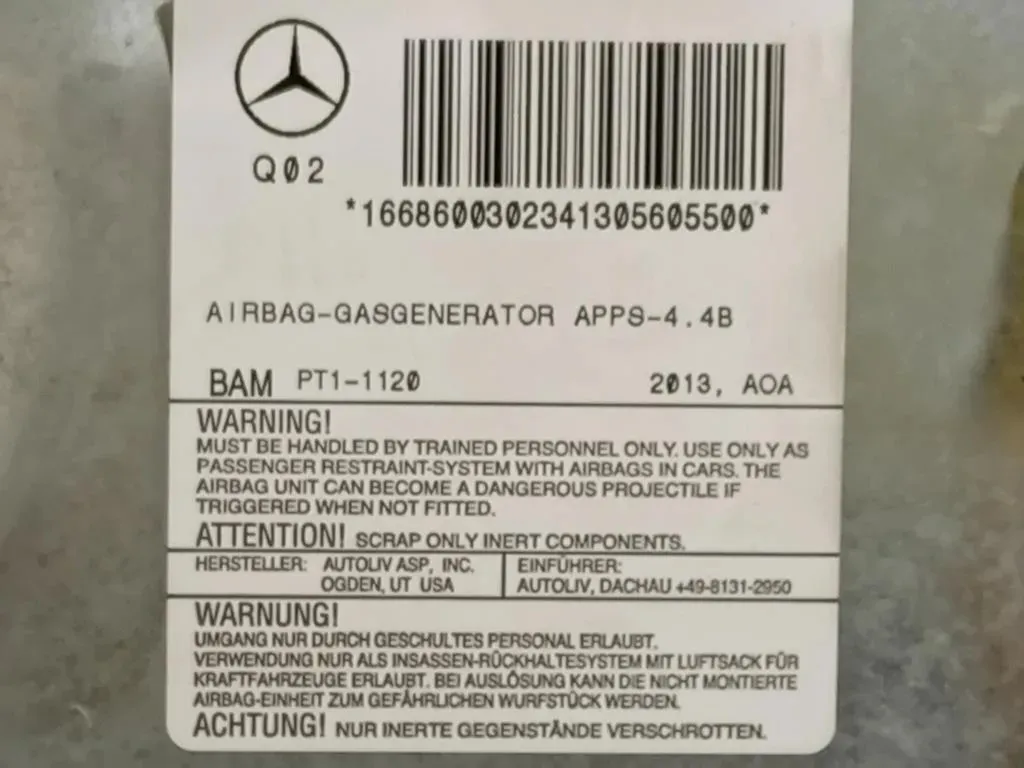 Q02
*1668600302341305605500*
AIRBAG-GASGENERATOR APPS-4.4B
BAM PT1-1120 2013, AOA
WARNING!
MUST BE HANDLED BY TRAINED PERSONNEL ONLY. USE ONLY AS
PASSENGER RESTRAINT-SYSTEM WITH AIRBAGS IN CARS. THE
AIRBAG UNIT CAN BECOME A DANGEROUS PROJECTILE IF
TRIGGERED WHEN NOT FITTED.
ATTENTION! SCRAP ONLY INERT COMPONENTS.
HERSTELLER: AUTOLIV ASP, INC.
OGDEN, UT USA
EINFÜHRER:
AUTOLIV, DACHAU +49-8131-2950
WARNUNG!
UMGANG NUR DURCH GESCHULTES PERSONAL ERLAUBT.
VERWENDUNG NUR ALS INSASSEN-RÜCKHALTESYSTEM MIT LUFTSACK FÜR
KRAFTFAHRZEUGE ERLAUBT. BEI AUSLÖSUNG KANN DIE NICHT MONTIERTE
AIRBAG-EINHEIT ZUM GEFÄHRLICHEN WURFSTÜCK WERDEN.
ACHTUNG! NUR INERTE GEGENSTÄNDE VERSCHROTTEN.